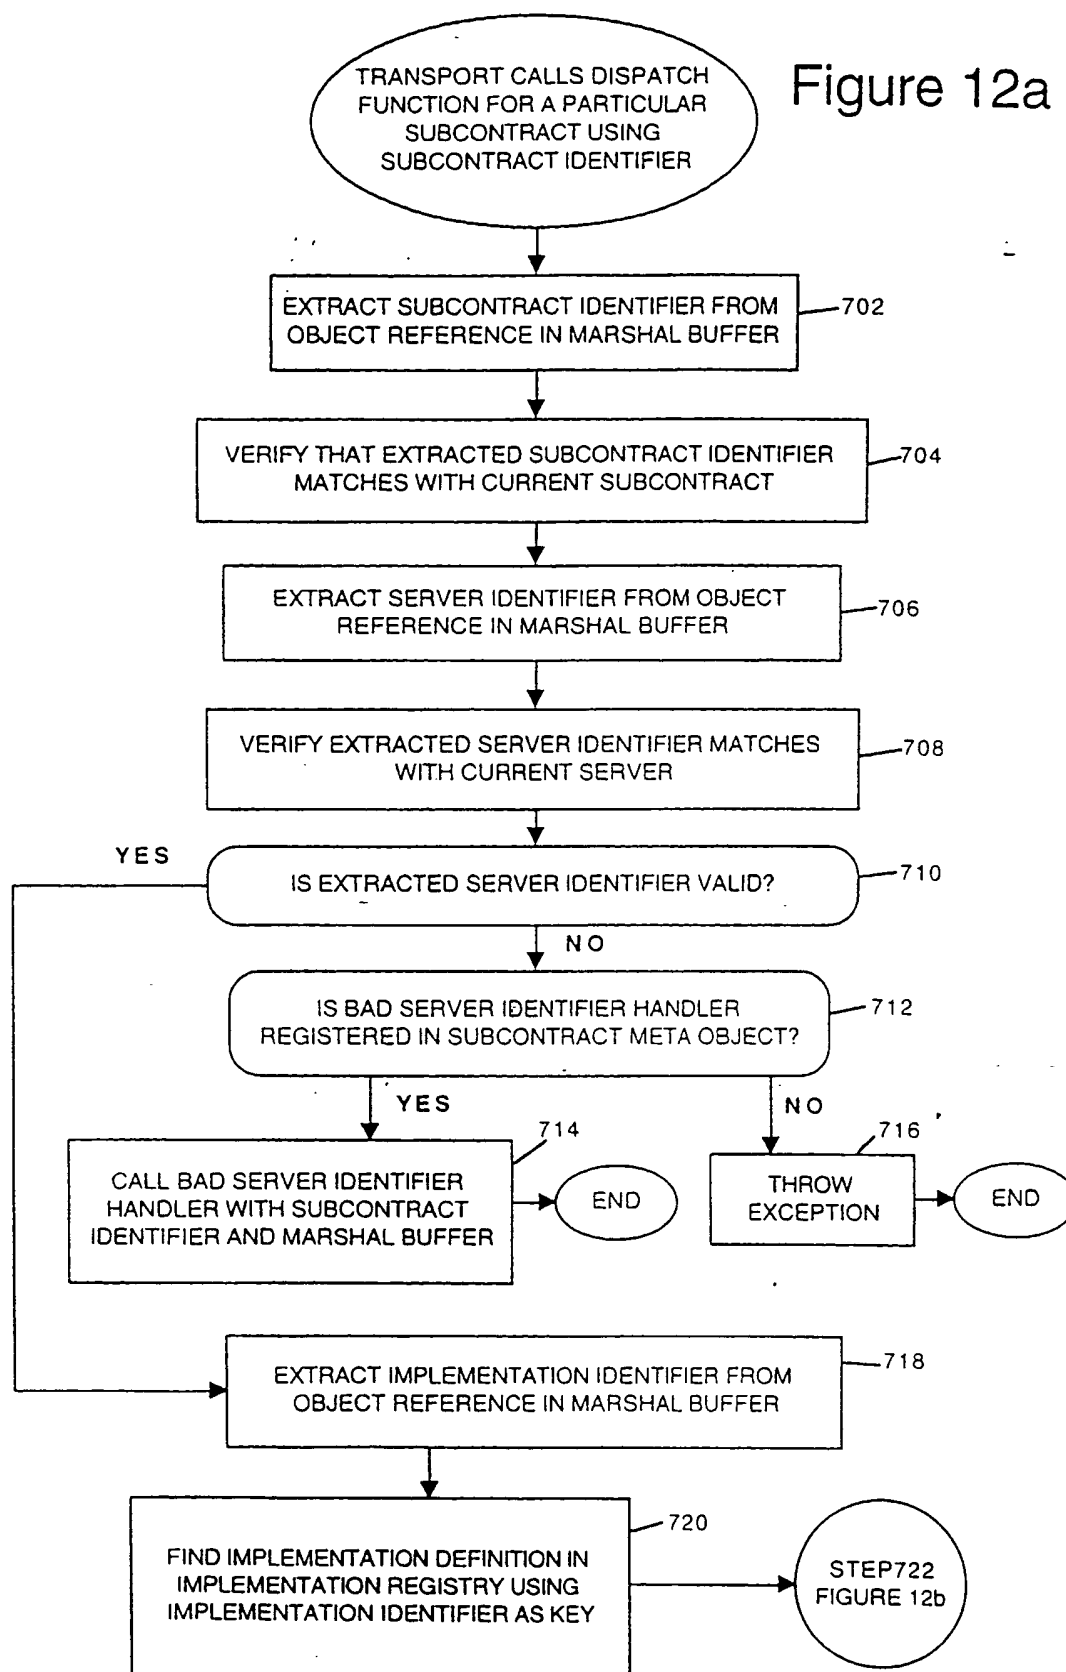 Figure 12a
TRANSPORT CALLS DISPATCH
FUNCTION FOR A PARTICULAR
SUBCONTRACT USING
SUBCONTRACT IDENTIFIER
EXTRACT SUBCONTRACT IDENTIFIER FROM
OBJECT REFERENCE IN MARSHAL BUFFER
702
VERIFY THAT EXTRACTED SUBCONTRACT IDENTIFIER
MATCHES WITH CURRENT SUBCONTRACT
704
EXTRACT SERVER IDENTIFIER FROM OBJECT
REFERENCE IN MARSHAL BUFFER
706
VERIFY EXTRACTED SERVER IDENTIFIER MATCHES
WITH CURRENT SERVER
708
YES
IS EXTRACTED SERVER IDENTIFIER VALID?
710
NO
IS BAD SERVER IDENTIFIER HANDLER
REGISTERED IN SUBCONTRACT META OBJECT?
712
YES
NO
714
CALL BAD SERVER IDENTIFIER
HANDLER WITH SUBCONTRACT
IDENTIFIER AND MARSHAL BUFFER
END
716
THROW
EXCEPTION
END
EXTRACT IMPLEMENTATION IDENTIFIER FROM
OBJECT REFERENCE IN MARSHAL BUFFER
718
720
FIND IMPLEMENTATION DEFINITION IN
IMPLEMENTATION REGISTRY USING
IMPLEMENTATION IDENTIFIER AS KEY
STEP722
FIGURE 12b